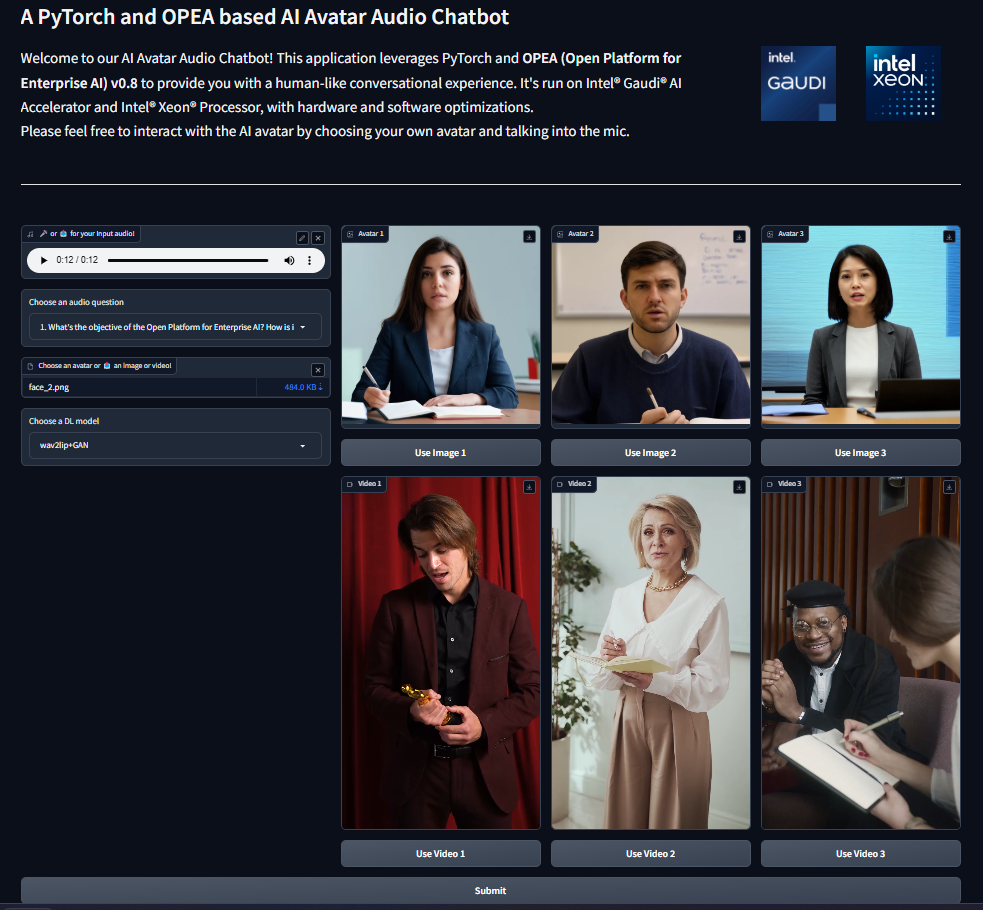 A PyTorch and OPEA based AI Avatar Audio Chatbot
Welcome to our AI Avatar Audio Chatbot! This application leverages PyTorch and OPEA (Open Platform for
Enterprise AI) v0.8 to provide you with a human-like conversational experience. It's run on Intel® Gaudi® AI
Accelerator and Intel® Xeon® Processor, with hardware and software optimizations.
Please feel free to interact with the AI avatar by choosing your own avatar and talking into the mic.
intel.
GAUDI
intel
XEON
or for your input audio!
0:12 / 0:12
Choose an audio question
1. What's the objective of the Open Platform for Enterprise AI? How is i
Choose an avatar or an image or video!
face_2.png
484.0 KB ↓
Choose a DL model
wav2lip+GAN
Avatar 1
Avatar 2
Avatar 3
Use Image 1
Use Image 2
Use Image 3
Video 1
Video 2
Video 3
Use Video 1
Use Video 2
Use Video 3
Submit